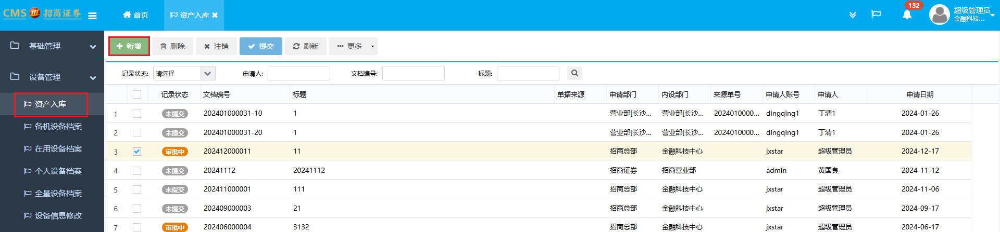 CMS 招商证券
首页
资产入库
132
超级管理员
金融科技...
基础管理
设备管理
资产入库
备机设备档案
在用设备档案
个人设备档案
全量设备档案
设备信息修改
新增 删除 注销 提交 刷新 更多
记录状态: 请选择 申请人: 文档编号: 标题:
记录状态 文档编号 标题 单据来源 申请部门 内设部门 来源单号 申请人账号 申请人 申请日期
1 未提交 202401000031-10 1 营业部[长沙... 营业部[长沙... 2024010000... dingqing1 丁清1 2024-01-26
2 未提交 202401000031-20 1 营业部[长沙... 营业部[长沙... 2024010000... dingqing1 丁清1 2024-01-26
3 审批中 202412000011 11 招商总部 金融科技中心 jxstar 超级管理员 2024-12-17
4 未提交 20241112 20241112 招商证券 招商营业部 admin 黄国良 2024-11-12
5 未提交 202411000001 111 招商总部 金融科技中心 jxstar 超级管理员 2024-11-06
6 未提交 202409000003 21 招商总部 金融科技中心 jxstar 超级管理员 2024-09-17
7 审批中 202406000004 3132 招商总部 金融科技中心 jxstar 超级管理员 2024-06-17